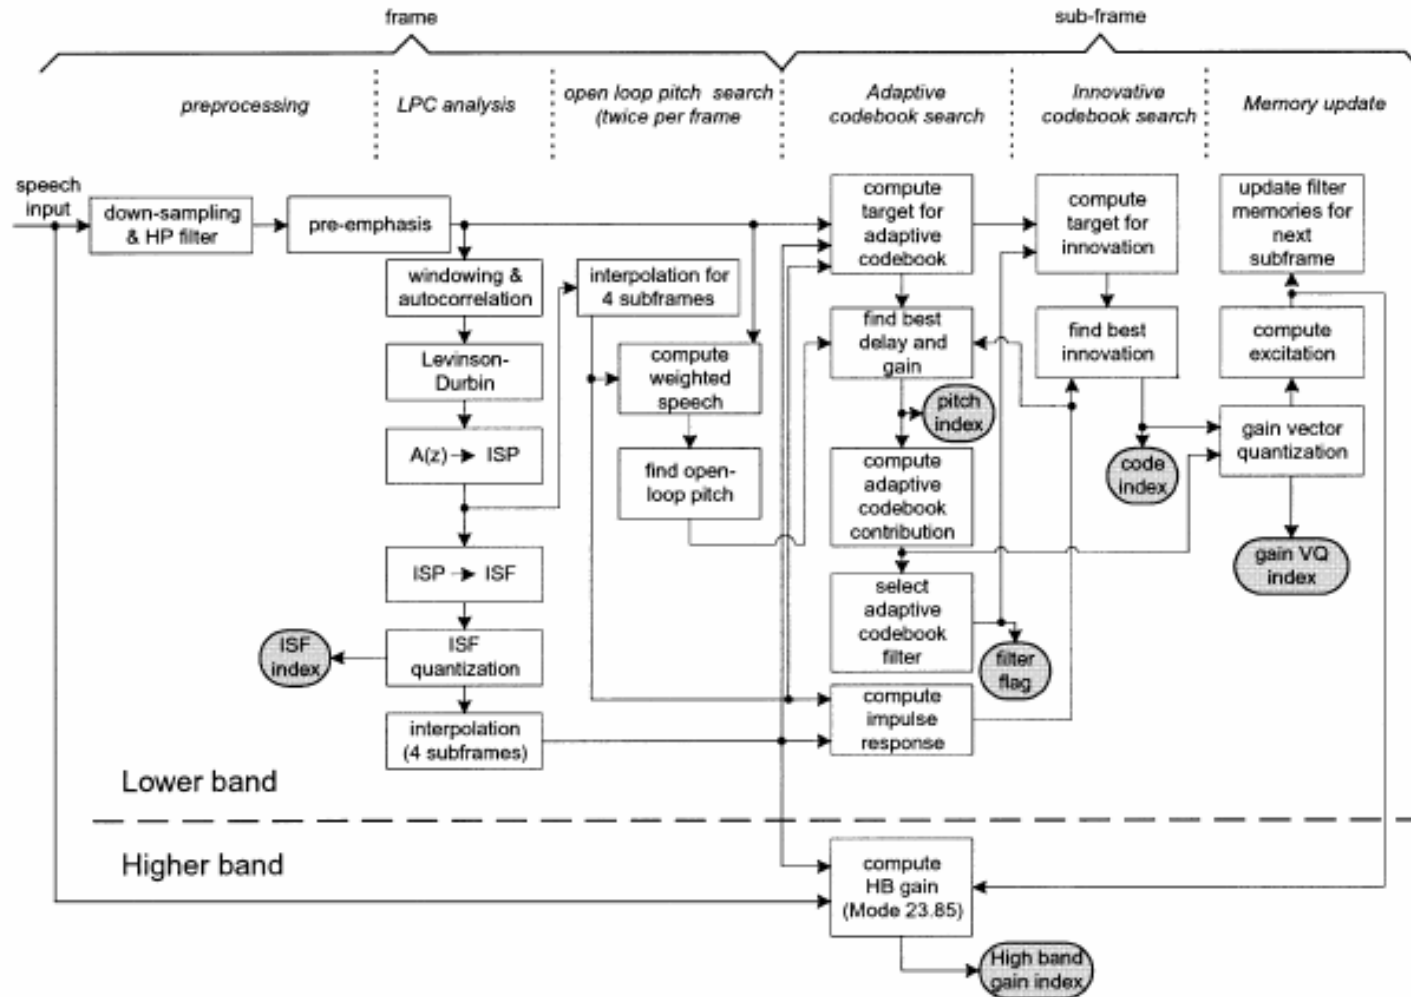 frame
sub-frame
preprocessing
LPC analysis
open loop pitch search
(twice per frame
Adaptive
codebook search
Innovative
codebook search
Memory update
speech
input
down-sampling
& HP filter
pre-emphasis
windowing &
autocorrelation
Levinson-
Durbin
A(z) → ISP
ISP → ISF
ISF
quantization
ISF
index
interpolation
(4 subframes)
interpolation for
4 subframes
compute
weighted
speech
find open-
loop pitch
compute
target for
adaptive
codebook
find best
delay and
gain
pitch
index
compute
adaptive
codebook
contribution
select
adaptive
codebook
filter
filter
flag
compute
impulse
response
compute
target for
innovation
find best
innovation
code
index
update filter
memories for
next
subframe
compute
excitation
gain vector
quantization
gain VQ
index
Lower band
Higher band
compute
HB gain
(Mode 23.85)
High band
gain index